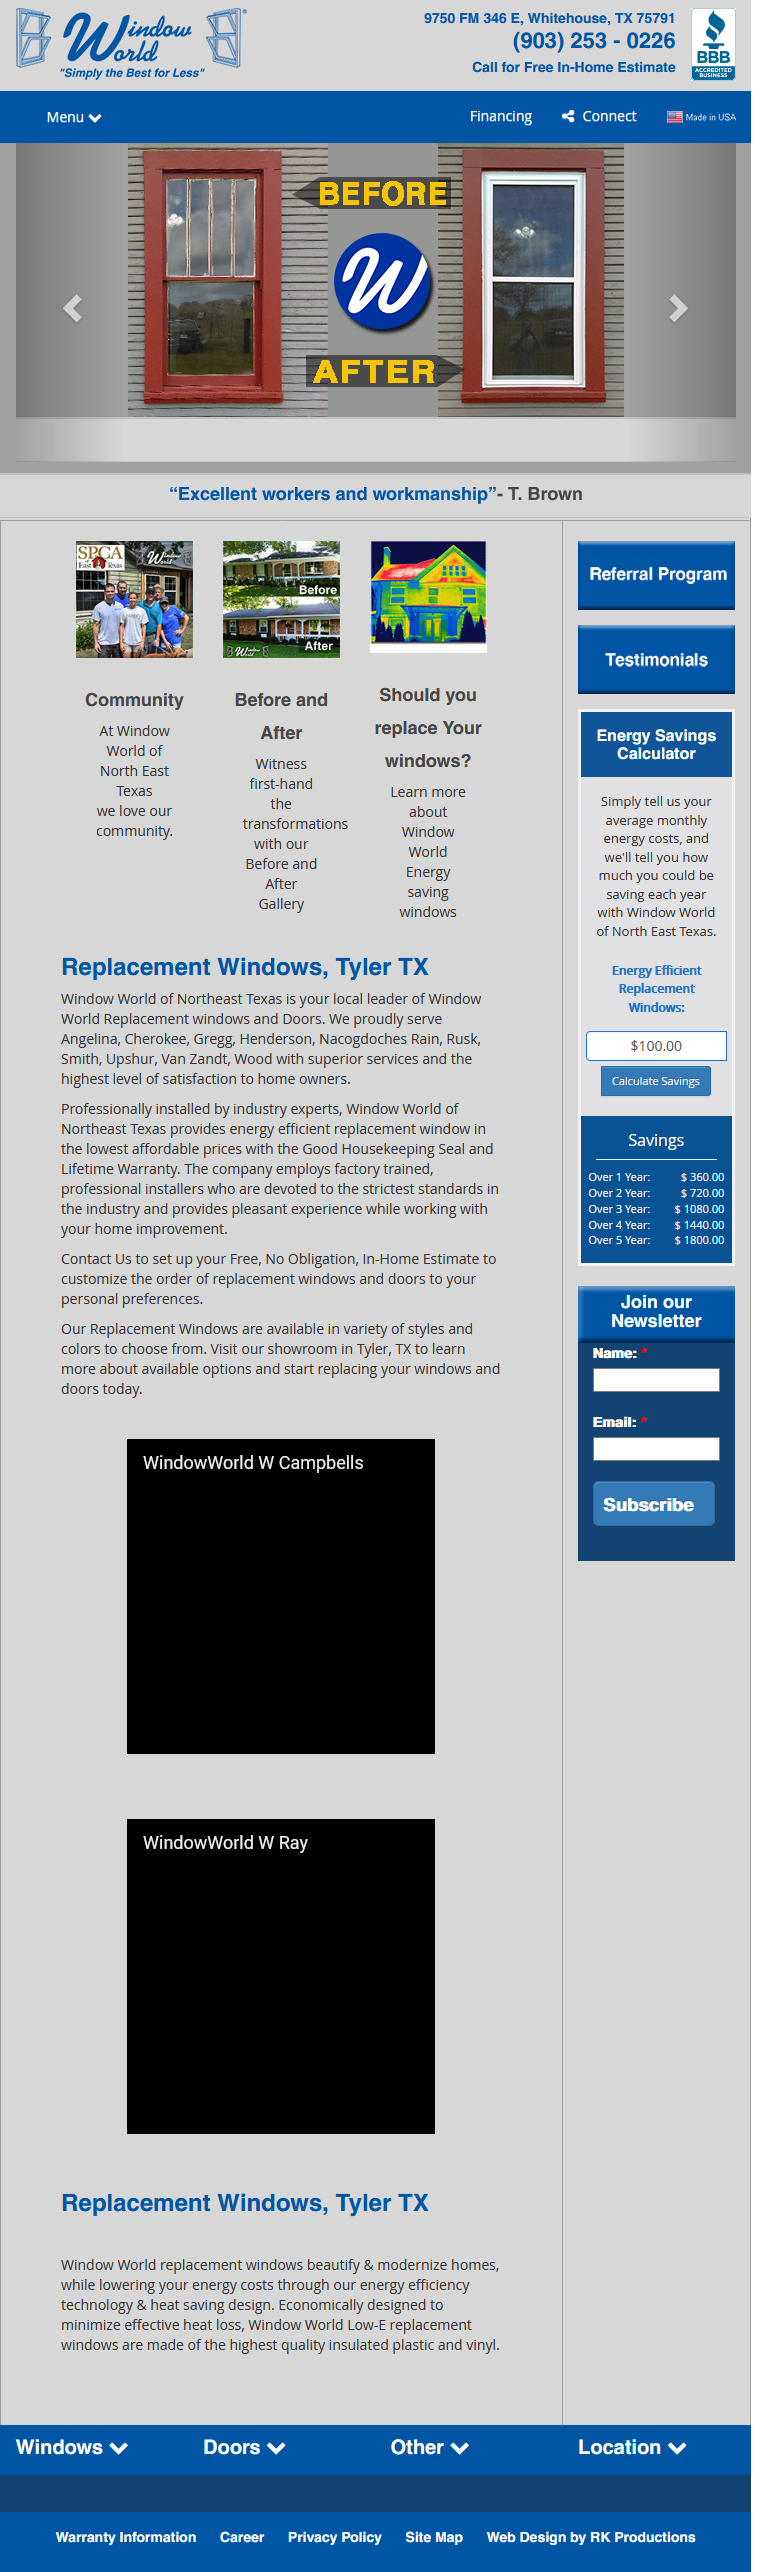 Window World
"Simply the Best for Less"
9750 FM 346 E, Whitehouse, TX 75791
(903) 253 - 0226
Call for Free In-Home Estimate
BBB
ACCREDITED
BUSINESS
Menu
Financing
Connect
Made in USA
BEFORE
W
AFTER
“Excellent workers and workmanship”- T. Brown
SPCA
East Texas
Window World
Before
After
Window World
Community
At Window
World of
North East
Texas
we love our
community.
Before and
After
Witness
first-hand
the
transformations
with our
Before and
After
Gallery
Should you
replace Your
windows?
Learn more
about
Window
World
Energy
saving
windows
Referral Program
Testimonials
Energy Savings
Calculator
Simply tell us your
average monthly
energy costs, and
we'll tell you how
much you could be
saving each year
with Window World
of North East Texas.
Energy Efficient
Replacement
Windows:
$100.00
Calculate Savings
Savings
Over 1 Year: $ 360.00
Over 2 Year: $ 720.00
Over 3 Year: $ 1080.00
Over 4 Year: $ 1440.00
Over 5 Year: $ 1800.00
Join our
Newsletter
Name: *
Email: *
Subscribe
Replacement Windows, Tyler TX
Window World of Northeast Texas is your local leader of Window
World Replacement windows and Doors. We proudly serve
Angelina, Cherokee, Gregg, Henderson, Nacogdoches Rain, Rusk,
Smith, Upshur, Van Zandt, Wood with superior services and the
highest level of satisfaction to home owners.
Professionally installed by industry experts, Window World of
Northeast Texas provides energy efficient replacement window in
the lowest affordable prices with the Good Housekeeping Seal and
Lifetime Warranty. The company employs factory trained,
professional installers who are devoted to the strictest standards in
the industry and provides pleasant experience while working with
your home improvement.
Contact Us to set up your Free, No Obligation, In-Home Estimate to
customize the order of replacement windows and doors to your
personal preferences.
Our Replacement Windows are available in variety of styles and
colors to choose from. Visit our showroom in Tyler, TX to learn
more about available options and start replacing your windows and
doors today.
WindowWorld W Campbells
WindowWorld W Ray
Replacement Windows, Tyler TX
Window World replacement windows beautify & modernize homes,
while lowering your energy costs through our energy efficiency
technology & heat saving design. Economically designed to
minimize effective heat loss, Window World Low-E replacement
windows are made of the highest quality insulated plastic and vinyl.
Windows
Doors
Other
Location
Warranty Information
Career
Privacy Policy
Site Map
Web Design by RK Productions